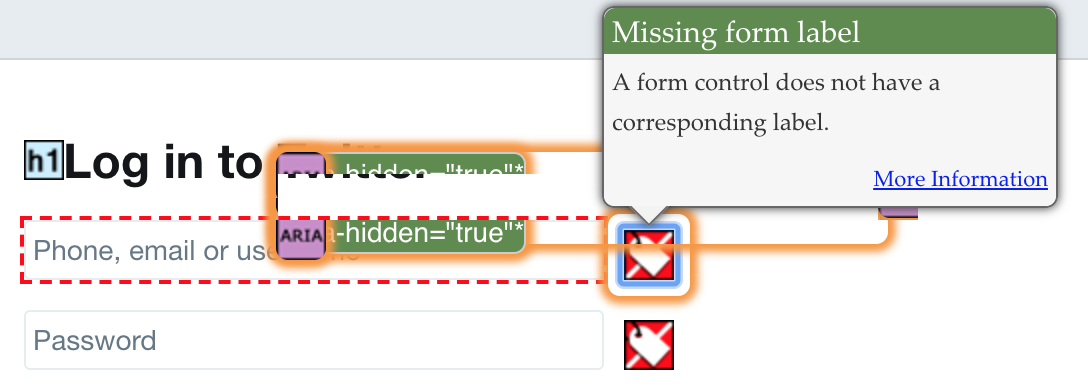 Missing form label
A form control does not have a
corresponding label.
More Information
h1 Log in to
-hidden="true"*
ARIA a-hidden="true"*
Phone, email or use
Password